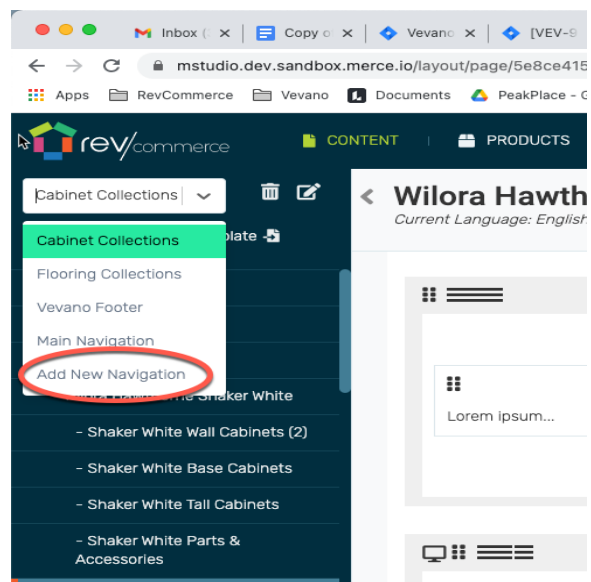 Inbox (
Copy o
Vevano
[VEV-9
mstudio.dev.sandbox.merce.io/layout/page/5e8ce415
Apps RevCommerce Vevano Documents PeakPlace - G
rev/commerce CONTENT PRODUCTS
Cabinet Collections
Wilora Hawth
Current Language: English
Cabinet Collections
plate
Flooring Collections
Vevano Footer
Main Navigation
Add New Navigation
Shaker White
Lorem ipsum...
- Shaker White Wall Cabinets (2)
- Shaker White Base Cabinets
- Shaker White Tall Cabinets
- Shaker White Parts &
Accessories